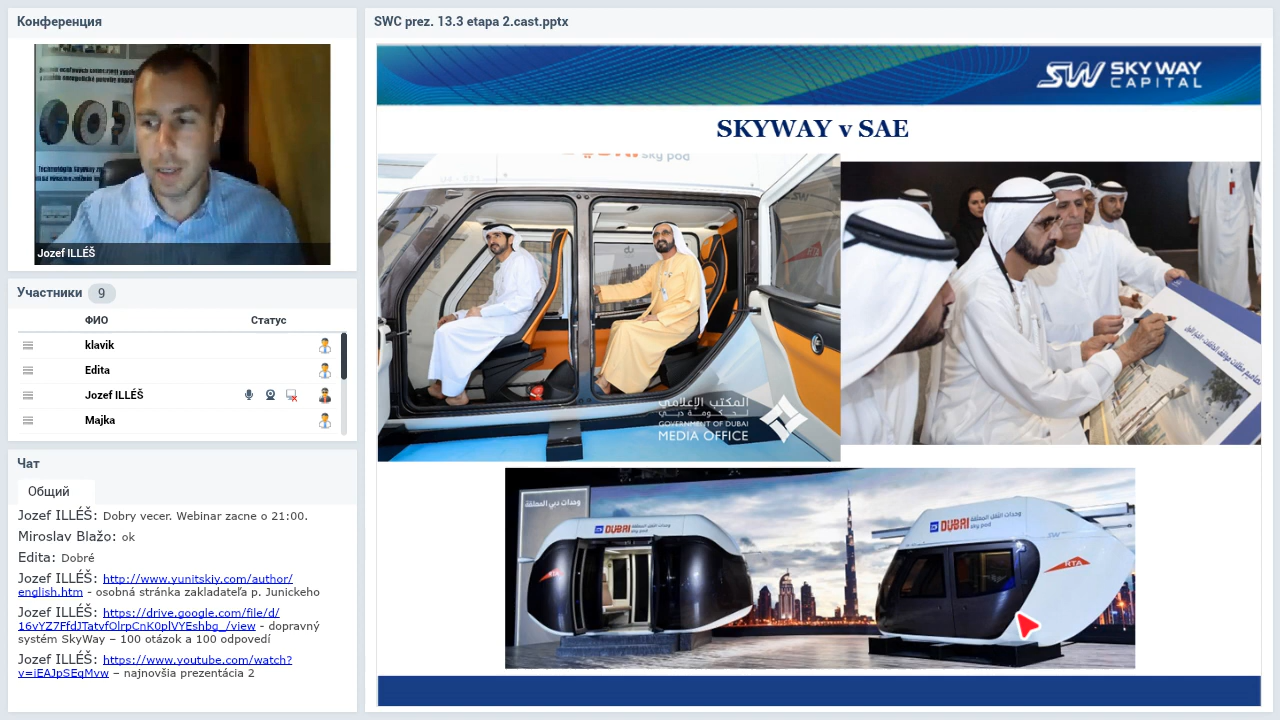 Конференция
Jozef ILLÉŠ
Участники 9
ФИО Статус
klavik
Edita
Jozef ILLÉŠ
Majka
Чат
Общий
Jozef ILLÉŠ: Dobry vecer. Webinar zacne o 21:00.
Miroslav Blažo: ok
Edita: Dobré
Jozef ILLÉŠ: http://www.yunitskiy.com/author/
english.htm - osobná stránka zakladateľa p. Junickeho
Jozef ILLÉŠ: https://drive.google.com/file/d/
16vYZ7FfdJTatvfOlrpCnK0plVYEshbg_/view - dopravný
systém SkyWay – 100 otázok a 100 odpovedí
Jozef ILLÉŠ: https://www.youtube.com/watch?
v=iEAJpSEqMvw – najnovšia prezentácia 2
SWC prez. 13.3 etapa 2.cast.pptx
SW SKY WAY
CAPITAL
SKYWAY v SAE
sky pod
المكتب الإعلامي
لحكومة دبي
GOVERNMENT OF DUBAI
MEDIA OFFICE
DUBAI
sky pod
RTA
DUBAI
sky pod
RTA